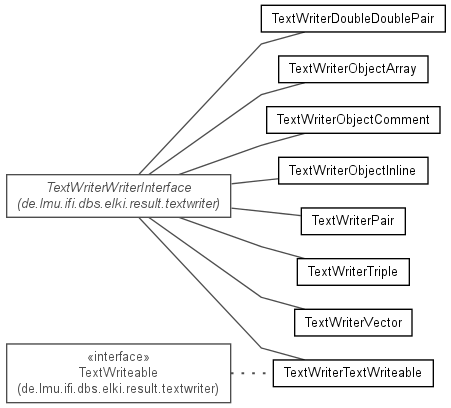 TextWriterDoubleDoublePair
TextWriterObjectArray
TextWriterObjectComment
TextWriterObjectInline
TextWriterWriterInterface
(de.lmu.ifi.dbs.elki.result.textwriter)
TextWriterPair
TextWriterTriple
TextWriterVector
«interface»
TextWriteable
(de.lmu.ifi.dbs.elki.result.textwriter)
TextWriterTextWriteable